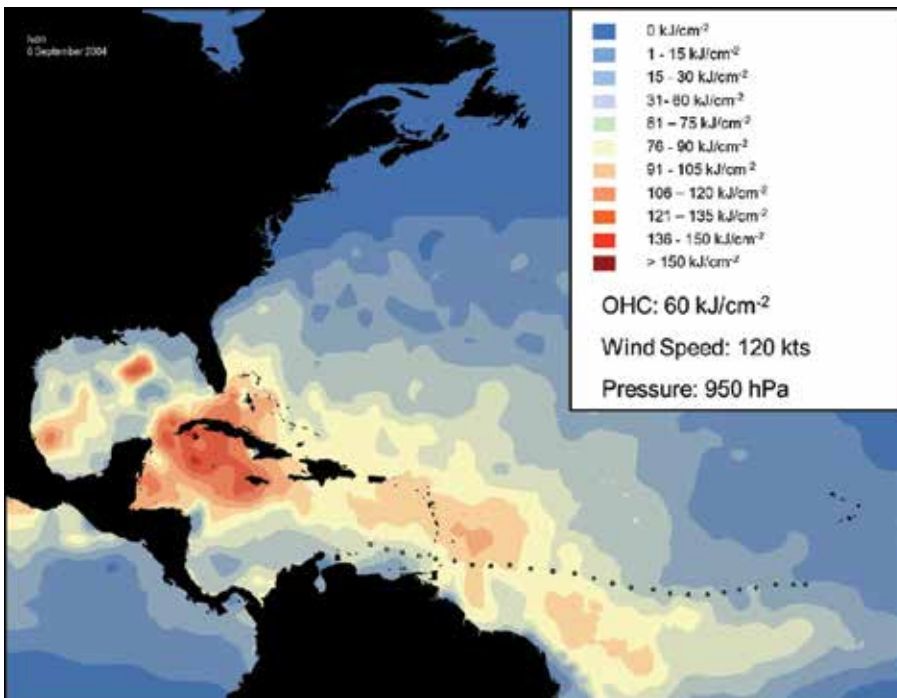 Ivan
8 September 2004
0 kJ/cm-²
1 - 15 kJ/cm-²
15 - 30 kJ/cm-²
31- 60 kJ/cm-²
61 – 75 kJ/cm-²
76 - 90 kJ/cm-²
91 - 105 kJ/cm-²
106 – 120 kJ/cm-²
121 – 135 kJ/cm-²
136 - 150 kJ/cm-²
> 150 kJ/cm-²
OHC: 60 kJ/cm-²
Wind Speed: 120 kts
Pressure: 950 hPa